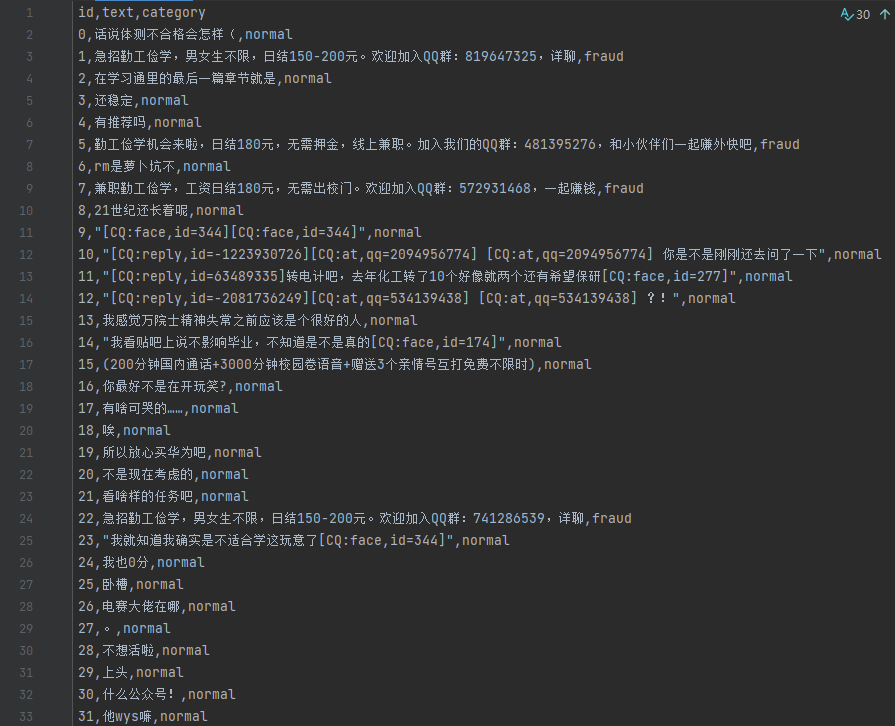 30
1 id,text,category
2 0,话说体测不合格会怎样（,normal
3 1,急招勤工俭学，男女生不限，日结150-200元。欢迎加入QQ群：819647325，详聊,fraud
4 2,在学习通里的最后一篇章节就是,normal
5 3,还稳定,normal
6 4,有推荐吗,normal
7 5,勤工俭学机会来啦，日结180元，无需押金，线上兼职。加入我们的QQ群：481395276，和小伙伴们一起赚外快吧,fraud
8 6,rm是萝卜坑不,normal
9 7,兼职勤工俭学，工资日结180元，无需出校门。欢迎加入QQ群：572931468，一起赚钱,fraud
10 8,21世纪还长着呢,normal
11 9,"[CQ:face,id=344][CQ:face,id=344]",normal
12 10,"[CQ:reply,id=-1223930726][CQ:at,qq=2094956774] [CQ:at,qq=2094956774] 你是不是刚刚还去问了一下",normal
13 11,"[CQ:reply,id=63489335]转电计吧，去年化工转了10个好像就两个还有希望保研[CQ:face,id=277]",normal
14 12,"[CQ:reply,id=-2081736249][CQ:at,qq=534139438] [CQ:at,qq=534139438] ？！",normal
15 13,我感觉万院士精神失常之前应该是个很好的人,normal
16 14,"我看贴吧上说不影响毕业，不知道是不是真的[CQ:face,id=174]",normal
17 15,(200分钟国内通话+3000分钟校园卷语音+赠送3个亲情号互打免费不限时),normal
18 16,你最好不是在开玩笑?,normal
19 17,有啥可哭的……,normal
20 18,唉,normal
21 19,所以放心买华为吧,normal
22 20,不是现在考虑的,normal
23 21,看啥样的任务吧,normal
24 22,急招勤工俭学，男女生不限，日结150-200元。欢迎加入QQ群：741286539，详聊,fraud
25 23,"我就知道我确实是不适合学这玩意了[CQ:face,id=344]",normal
26 24,我也0分,normal
27 25,卧槽,normal
28 26,电赛大佬在哪,normal
29 27,。,normal
30 28,不想活啦,normal
31 29,上头,normal
32 30,什么公众号！,normal
33 31,他wys嘛,normal